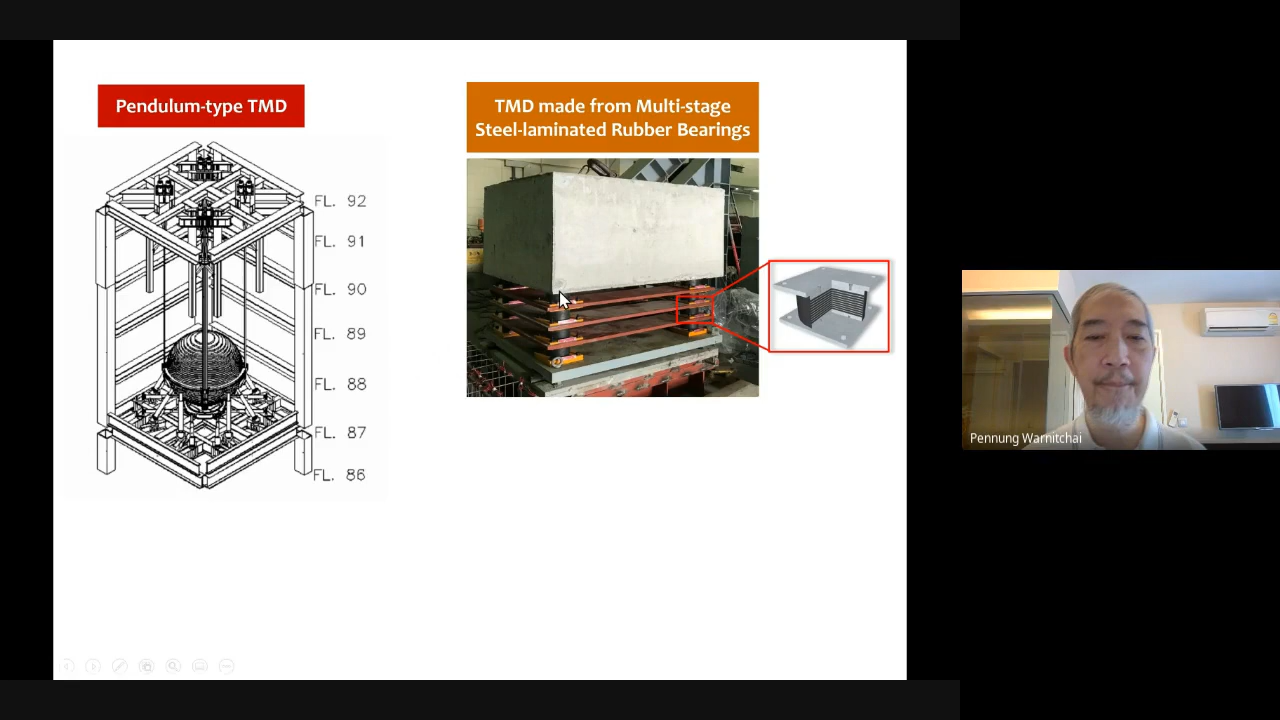 Pendulum-type TMD
TMD made from Multi-stage
Steel-laminated Rubber Bearings
FL. 92
FL. 91
FL. 90
FL. 89
FL. 88
FL. 87
FL. 86
Pennung Warnitchai